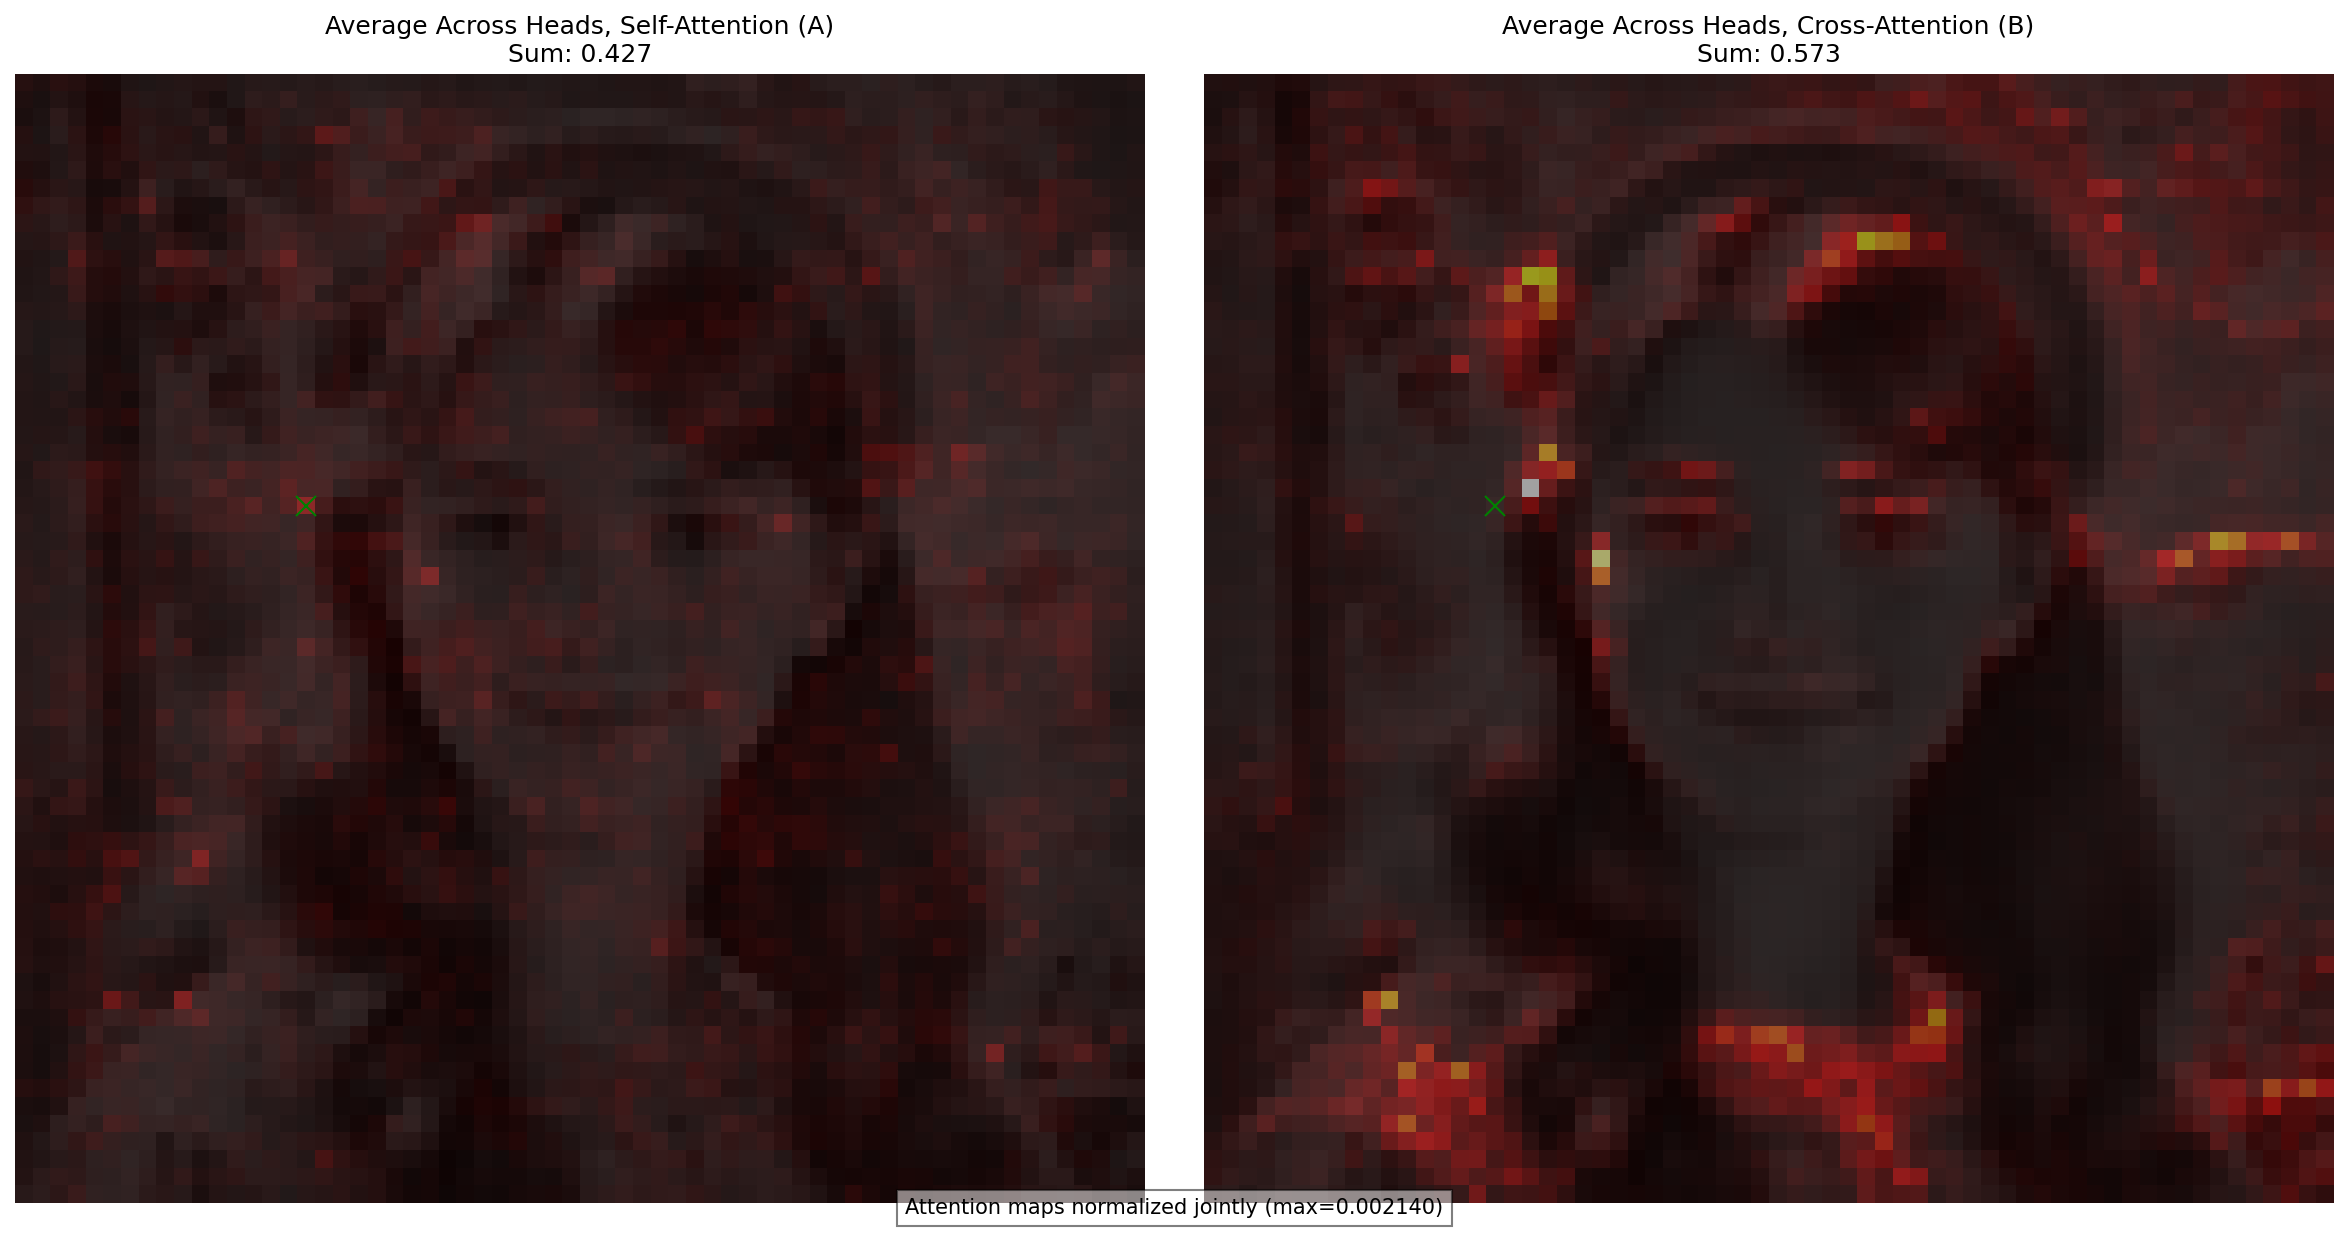 Average Across Heads, Self-Attention (A)
Sum: 0.427
Average Across Heads, Cross-Attention (B)
Sum: 0.573
Attention maps normalized jointly (max=0.002140)